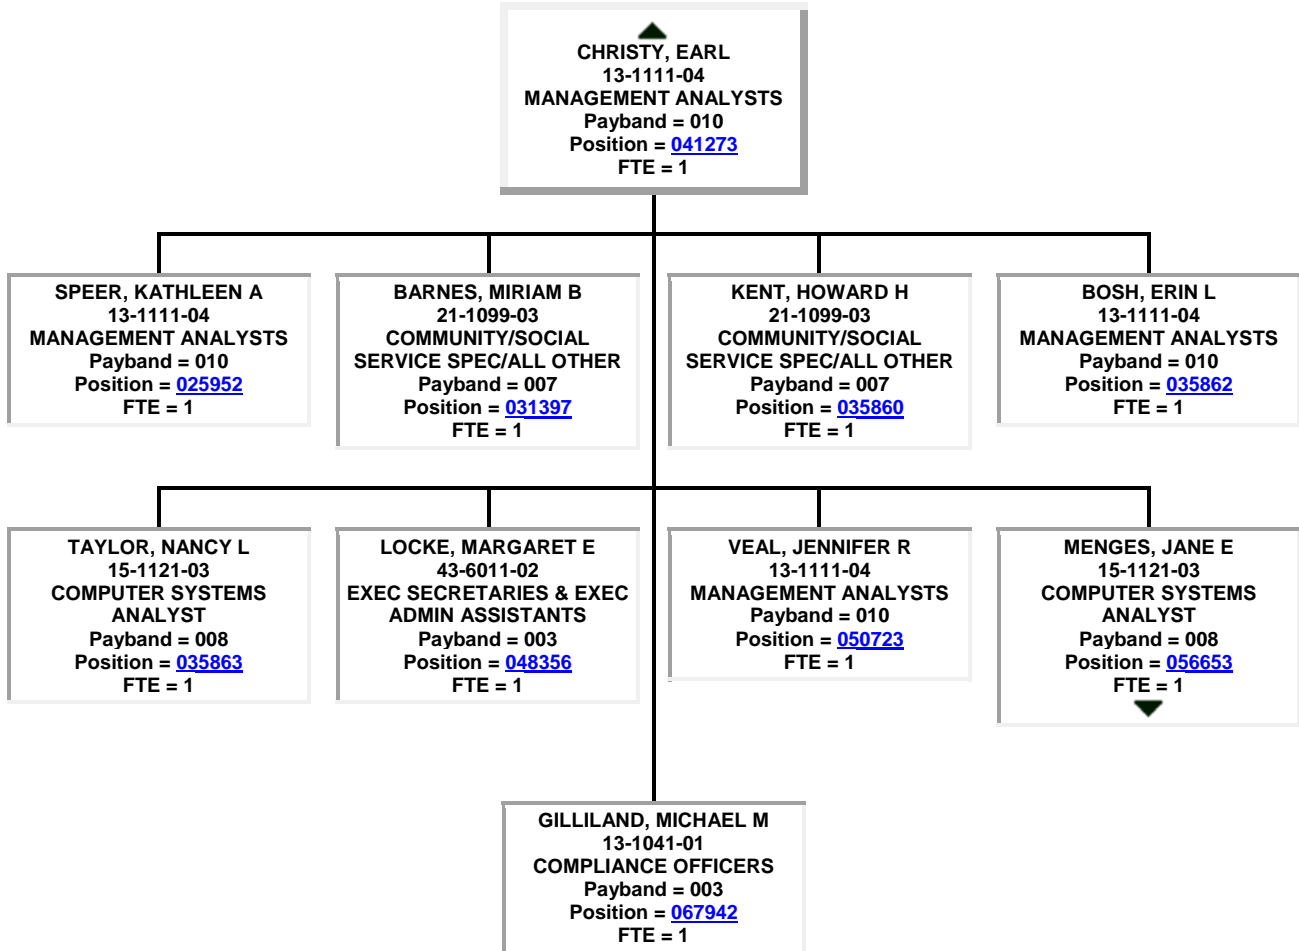 CHRISTY, EARL
13-1111-04
MANAGEMENT ANALYSTS
Payband = 010
Position = 041273
FTE = 1
SPEER, KATHLEEN A
13-1111-04
MANAGEMENT ANALYSTS
Payband = 010
Position = 025952
FTE = 1
BARNES, MIRIAM B
21-1099-03
COMMUNITY/SOCIAL
SERVICE SPEC/ALL OTHER
Payband = 007
Position = 031397
FTE = 1
KENT, HOWARD H
21-1099-03
COMMUNITY/SOCIAL
SERVICE SPEC/ALL OTHER
Payband = 007
Position = 035860
FTE = 1
BOSH, ERIN L
13-1111-04
MANAGEMENT ANALYSTS
Payband = 010
Position = 035862
FTE = 1
TAYLOR, NANCY L
15-1121-03
COMPUTER SYSTEMS
ANALYST
Payband = 008
Position = 035863
FTE = 1
LOCKE, MARGARET E
43-6011-02
EXEC SECRETARIES & EXEC
ADMIN ASSISTANTS
Payband = 003
Position = 048356
FTE = 1
VEAL, JENNIFER R
13-1111-04
MANAGEMENT ANALYSTS
Payband = 010
Position = 050723
FTE = 1
MENGES, JANE E
15-1121-03
COMPUTER SYSTEMS
ANALYST
Payband = 008
Position = 056653
FTE = 1
GILLILAND, MICHAEL M
13-1041-01
COMPLIANCE OFFICERS
Payband = 003
Position = 067942
FTE = 1